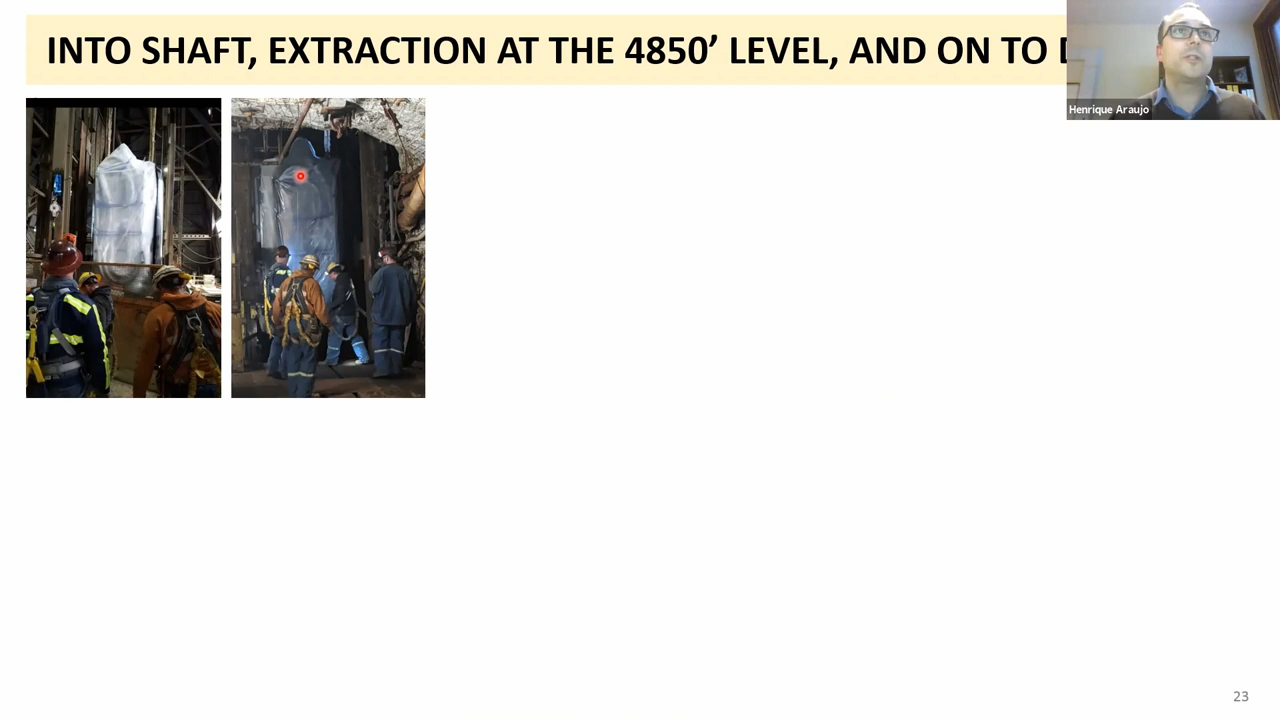 INTO SHAFT, EXTRACTION AT THE 4850’ LEVEL, AND ON TO
Henrique Araujo
23